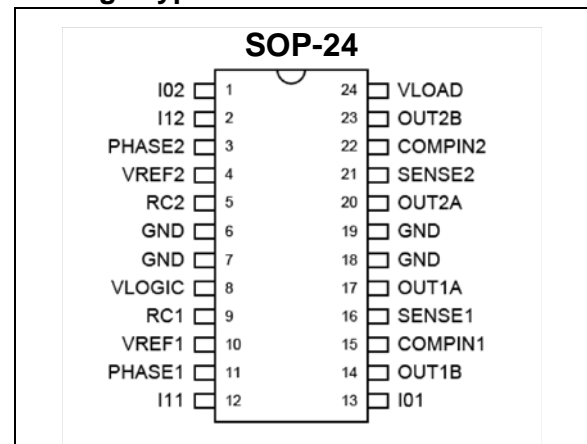 SOP-24
I02 1 24 VLOAD
I12 2 23 OUT2B
PHASE2 3 22 COMPIN2
VREF2 4 21 SENSE2
RC2 5 20 OUT2A
GND 6 19 GND
GND 7 18 GND
VLOGIC 8 17 OUT1A
RC1 9 16 SENSE1
VREF1 10 15 COMPIN1
PHASE1 11 14 OUT1B
I11 12 13 I01